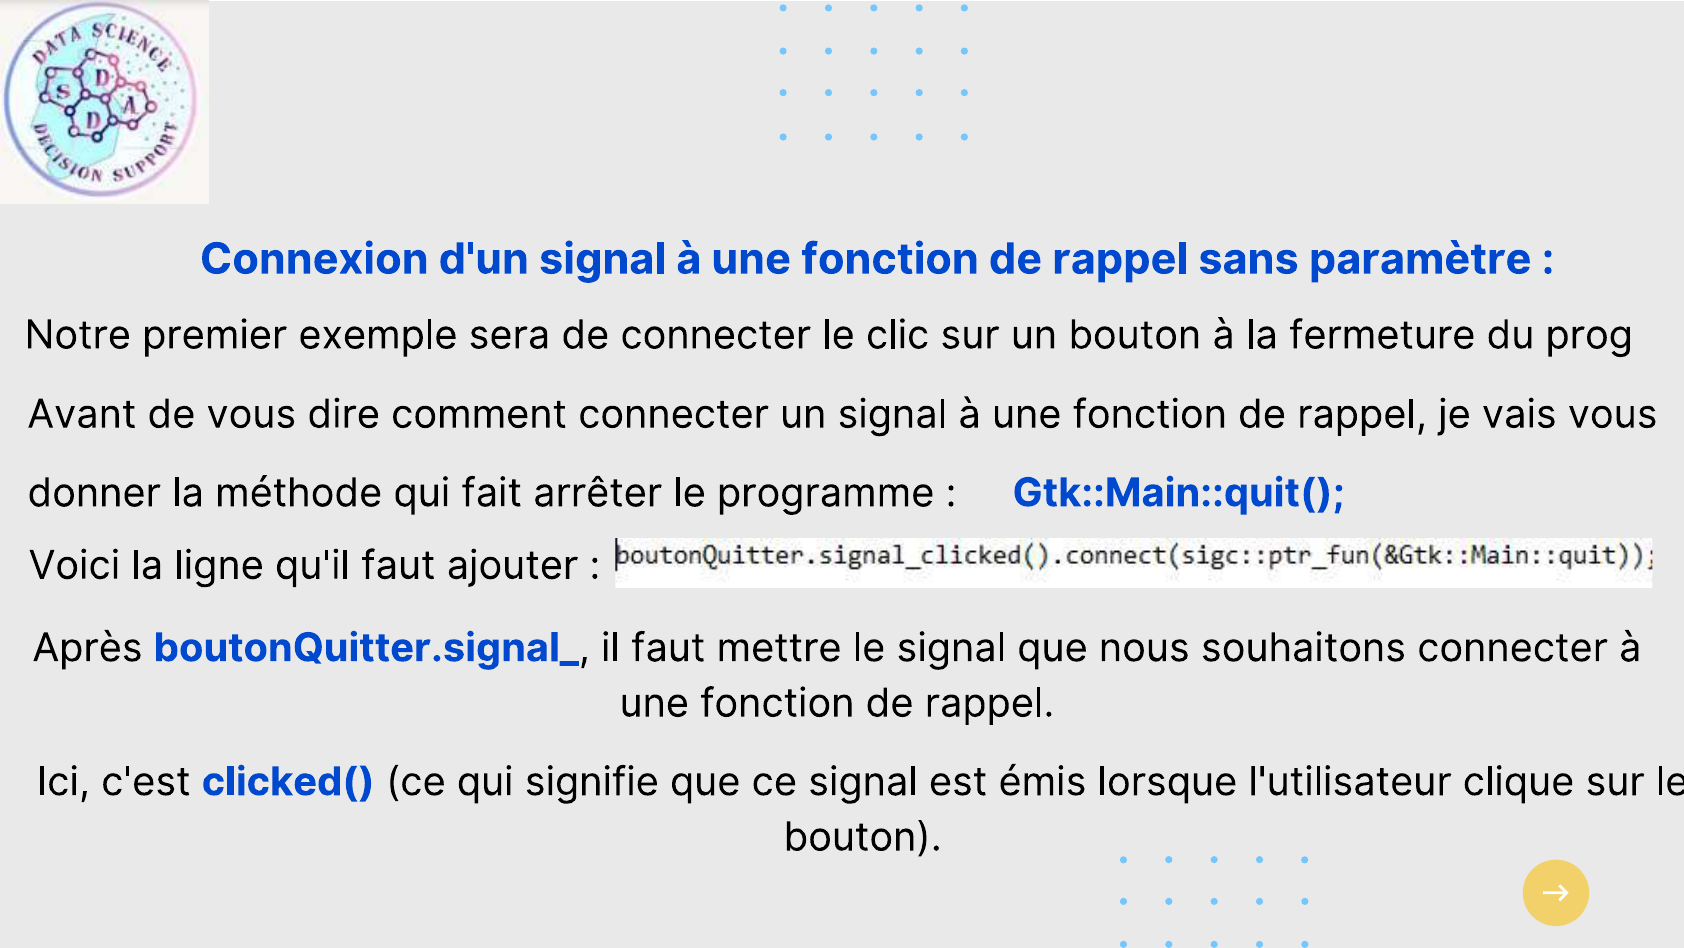 DATA SCIENCE
S D
D A
DECISION SUPPORT
Connexion d'un signal à une fonction de rappel sans paramètre :
Notre premier exemple sera de connecter le clic sur un bouton à la fermeture du prog
Avant de vous dire comment connecter un signal à une fonction de rappel, je vais vous
donner la méthode qui fait arrêter le programme : Gtk::Main::quit();
Voici la ligne qu'il faut ajouter : boutonQuitter.signal_clicked().connect(sigc::ptr_fun(&Gtk::Main::quit));
Après boutonQuitter.signal_, il faut mettre le signal que nous souhaitons connecter à
une fonction de rappel.
Ici, c'est clicked() (ce qui signifie que ce signal est émis lorsque l'utilisateur clique sur le
bouton).